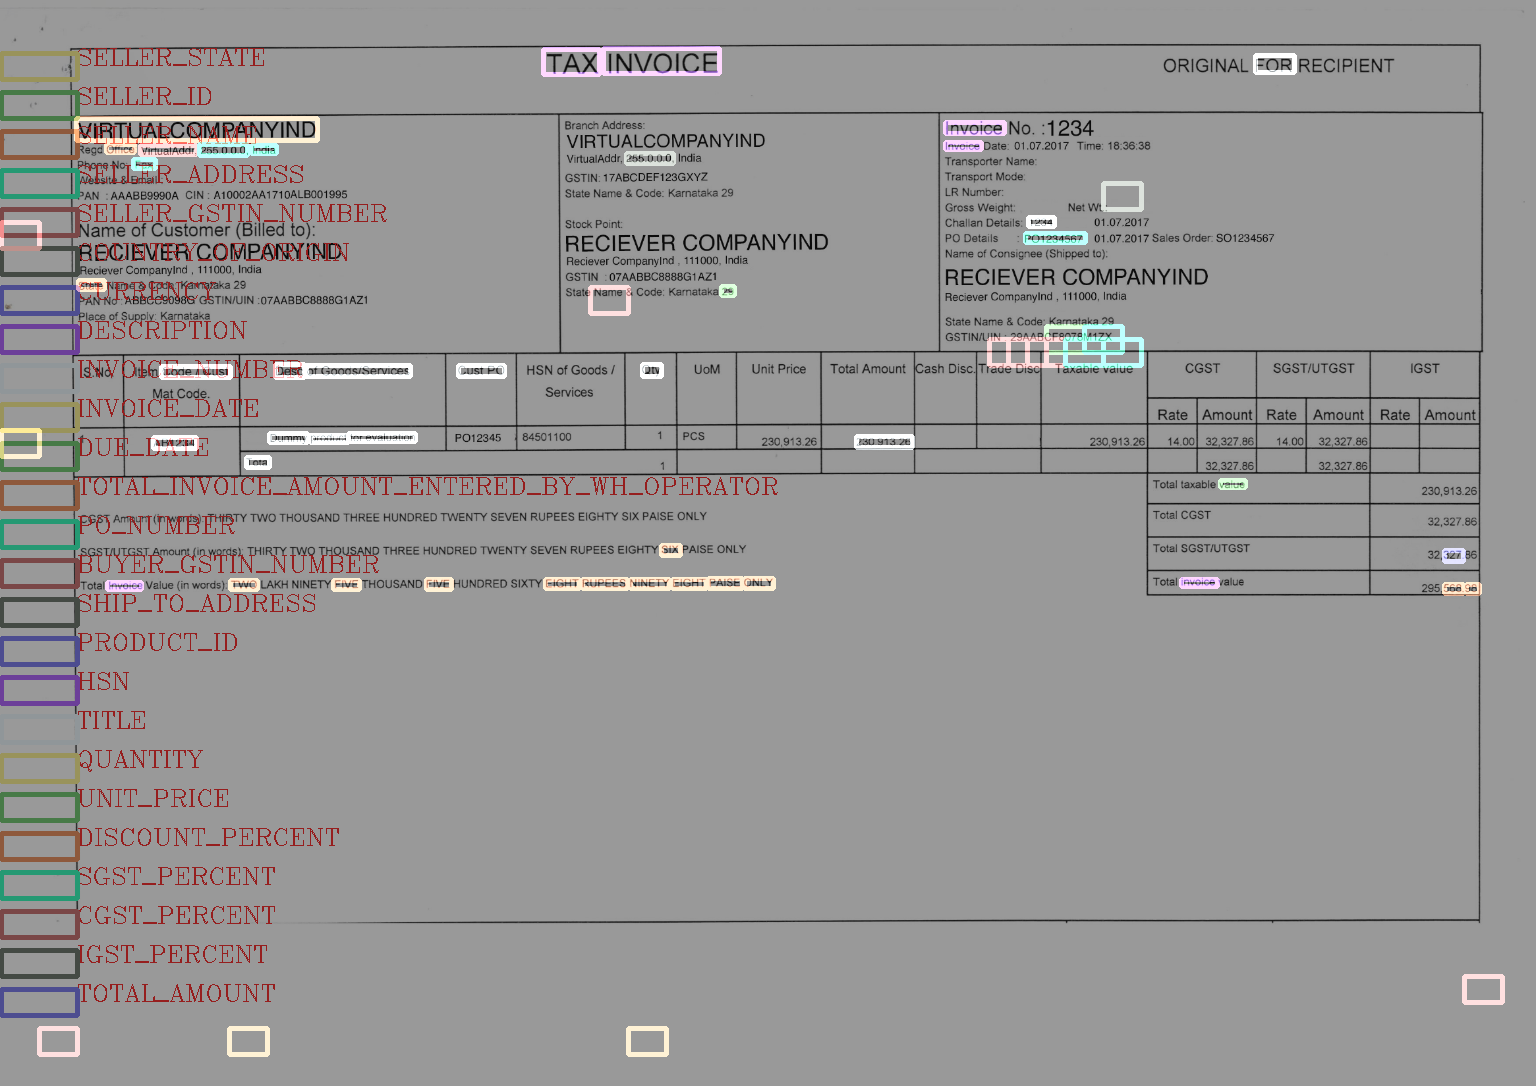 SELLER_STATE
TAX INVOICE
ORIGINAL FOR RECIPIENT
SELLER_ID
VIRTUALCOMPANYIND
SELLER_NAME
Regd. Office, VirtualAddr, 255.0.0.0, India
Phone No. Fax
SELLER_ADDRESS
Website & Email
PAN : AAABB9990A CIN : A10002AA1710ALB001995
SELLER_GSTIN_NUMBER
Name of Customer (Billed to):
RECIEVER COMPANYIND
COUNTRY_OF_ORIGIN
Reciever CompanyInd , 111000, India
State Name & Code: Karnataka 29
CURRENCY
PAN No : ABBCC9098G GSTIN/UIN :07AABBC8888G1AZ1
Place of Supply: Karnataka
DESCRIPTION
Branch Address:
VIRTUALCOMPANYIND
VirtualAddr, 255.0.0.0, India
GSTIN: 17ABCDEF123GXYZ
State Name & Code: Karnataka 29
Stock Point:
RECIEVER COMPANYIND
Reciever CompanyInd , 111000, India
GSTIN : 07AABBC8888G1AZ1
State Name & Code: Karnataka 29
Invoice No. :1234
Invoice Date: 01.07.2017 Time: 18:36:38
Transporter Name:
Transport Mode:
LR Number:
Gross Weight: Net Wt
Challan Details: 1234 01.07.2017
PO Details : PO1234567 01.07.2017 Sales Order: SO1234567
Name of Consignee (Shipped to):
RECIEVER COMPANYIND
Reciever CompanyInd , 111000, India
State Name & Code: Karnataka 29
GSTIN/UIN : 29AABCF8078M1ZX
INVOICE_NUMBER
S.No. Item Code / Cust Mat Code. Desc of Goods/Services Cust PO HSN of Goods / Services Qty UoM Unit Price Total Amount Cash Disc. Trade Disc Taxable value CGST SGST/UTGST IGST
INVOICE_DATE
Rate Amount Rate Amount Rate Amount
DUE_DATE
AB1234 Dummy product for evaluation PO12345 84501100 1 PCS 230,913.26 230,913.26 230,913.26 14.00 32,327.86 14.00 32,327.86
Total 1 32,327.86 32,327.86
TOTAL_INVOICE_AMOUNT_ENTERED_BY_WH_OPERATOR
Total taxable value 230,913.26
CGST Amount (in words): THIRTY TWO THOUSAND THREE HUNDRED TWENTY SEVEN RUPEES EIGHTY SIX PAISE ONLY
Total CGST 32,327.86
PO_NUMBER
SGST/UTGST Amount (in words): THIRTY TWO THOUSAND THREE HUNDRED TWENTY SEVEN RUPEES EIGHTY SIX PAISE ONLY
Total SGST/UTGST 32,327.86
BUYER_GSTIN_NUMBER
Total Invoice Value (in words): TWO LAKH NINETY FIVE THOUSAND FIVE HUNDRED SIXTY EIGHT RUPEES NINETY EIGHT PAISE ONLY
Total Invoice value 295,568.98
SHIP_TO_ADDRESS
PRODUCT_ID
HSN
TITLE
QUANTITY
UNIT_PRICE
DISCOUNT_PERCENT
SGST_PERCENT
CGST_PERCENT
IGST_PERCENT
TOTAL_AMOUNT